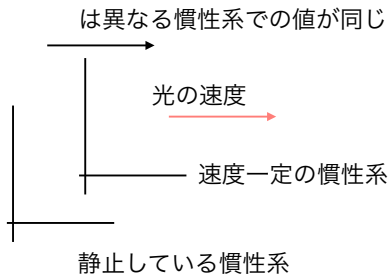 は異なる慣性系での値が同じ
光の速度
速度一定の慣性系
静止している慣性系